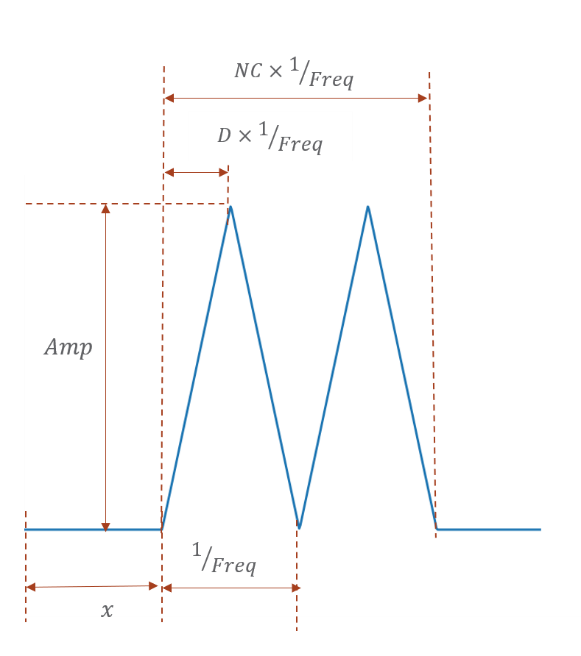 NC × 1/Freq
D × 1/Freq
Amp
1/Freq
x